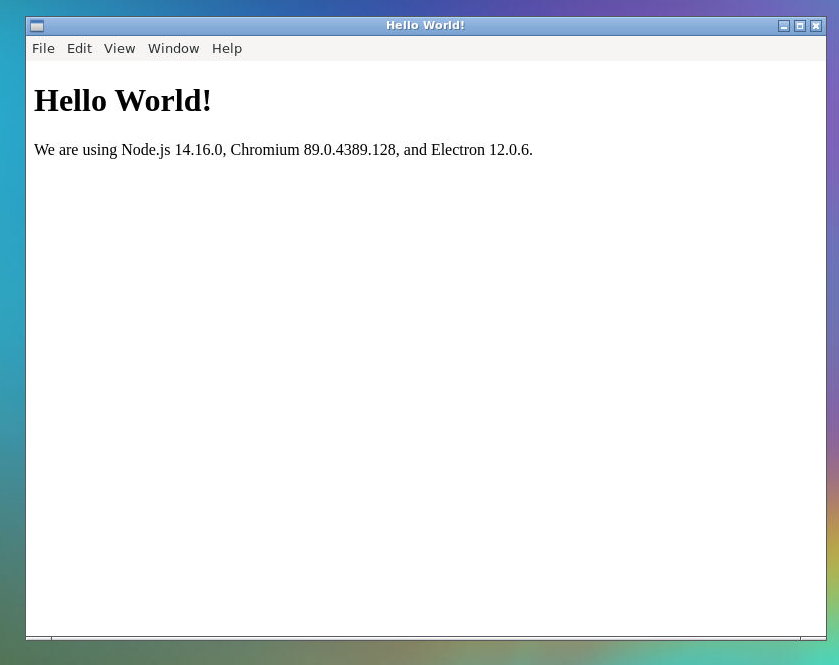 Hello World!
File Edit View Window Help
Hello World!
We are using Node.js 14.16.0, Chromium 89.0.4389.128, and Electron 12.0.6.